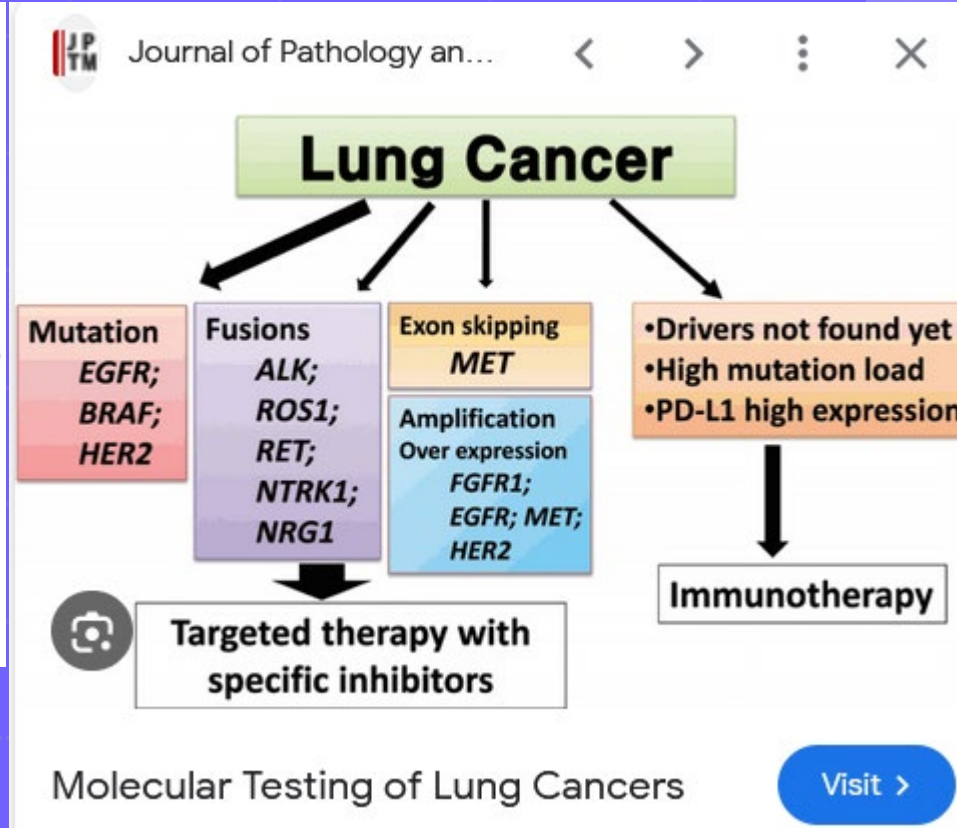 JP
TM
Journal of Pathology an...
Lung Cancer
Mutation
EGFR;
BRAF;
HER2
Fusions
ALK;
ROS1;
RET;
NTRK1;
NRG1
Exon skipping
MET
Amplification
Over expression
FGFR1;
EGFR; MET;
HER2
•Drivers not found yet
•High mutation load
•PD-L1 high expression
Targeted therapy with
specific inhibitors
Immunotherapy
Molecular Testing of Lung Cancers
Visit >